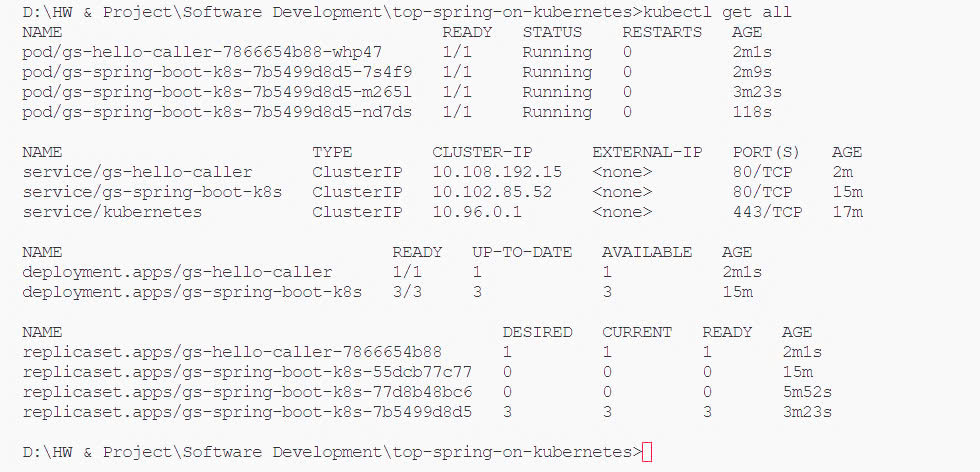 D:\HW & Project\Software Development\top-spring-on-kubernetes>kubectl get all
NAME READY STATUS RESTARTS AGE
pod/gs-hello-caller-7866654b88-whp47 1/1 Running 0 2m1s
pod/gs-spring-boot-k8s-7b5499d8d5-7s4f9 1/1 Running 0 2m9s
pod/gs-spring-boot-k8s-7b5499d8d5-m265l 1/1 Running 0 3m23s
pod/gs-spring-boot-k8s-7b5499d8d5-nd7ds 1/1 Running 0 118s
NAME TYPE CLUSTER-IP EXTERNAL-IP PORT(S) AGE
service/gs-hello-caller ClusterIP 10.108.192.15 <none> 80/TCP 2m
service/gs-spring-boot-k8s ClusterIP 10.102.85.52 <none> 80/TCP 15m
service/kubernetes ClusterIP 10.96.0.1 <none> 443/TCP 17m
NAME READY UP-TO-DATE AVAILABLE AGE
deployment.apps/gs-hello-caller 1/1 1 1 2m1s
deployment.apps/gs-spring-boot-k8s 3/3 3 3 15m
NAME DESIRED CURRENT READY AGE
replicaset.apps/gs-hello-caller-7866654b88 1 1 1 2m1s
replicaset.apps/gs-spring-boot-k8s-55dcb77c77 0 0 0 15m
replicaset.apps/gs-spring-boot-k8s-77d8b48bc6 0 0 0 5m52s
replicaset.apps/gs-spring-boot-k8s-7b5499d8d5 3 3 3 3m23s
D:\HW & Project\Software Development\top-spring-on-kubernetes>